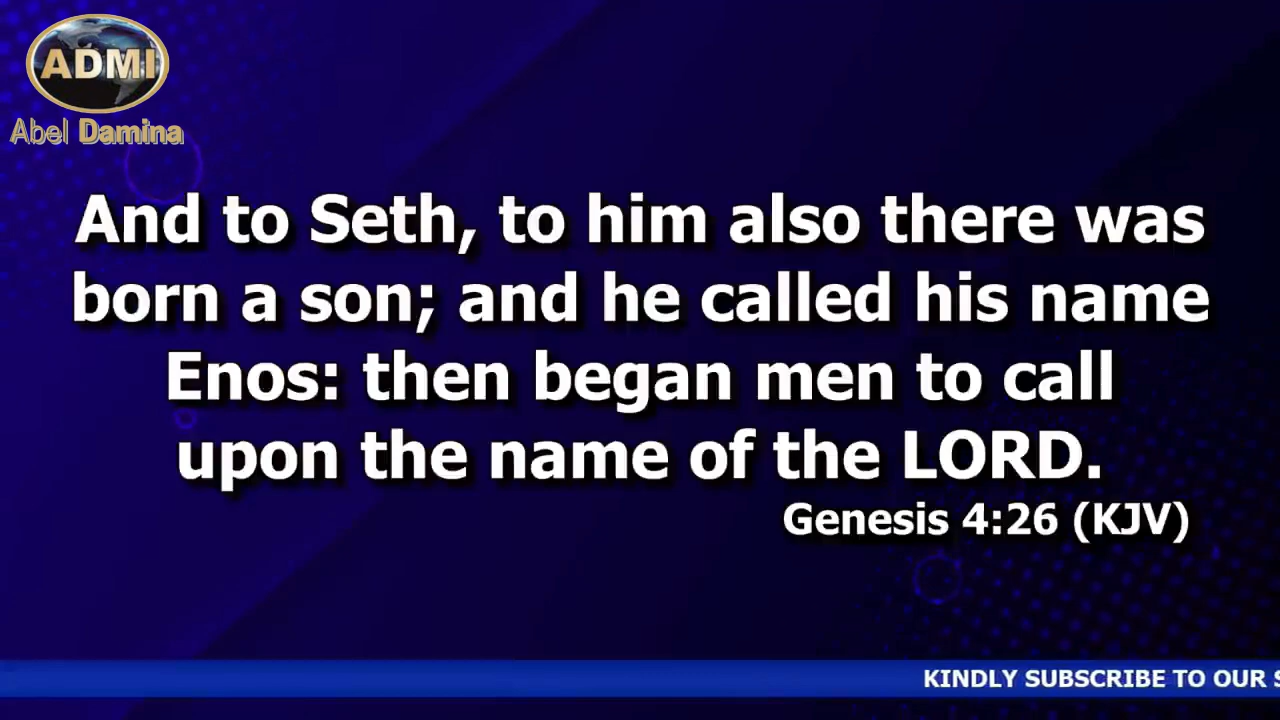 ADMI
Abel Damina
And to Seth, to him also there was
born a son; and he called his name
Enos: then began men to call
upon the name of the LORD.
Genesis 4:26 (KJV)
KINDLY SUBSCRIBE TO OUR